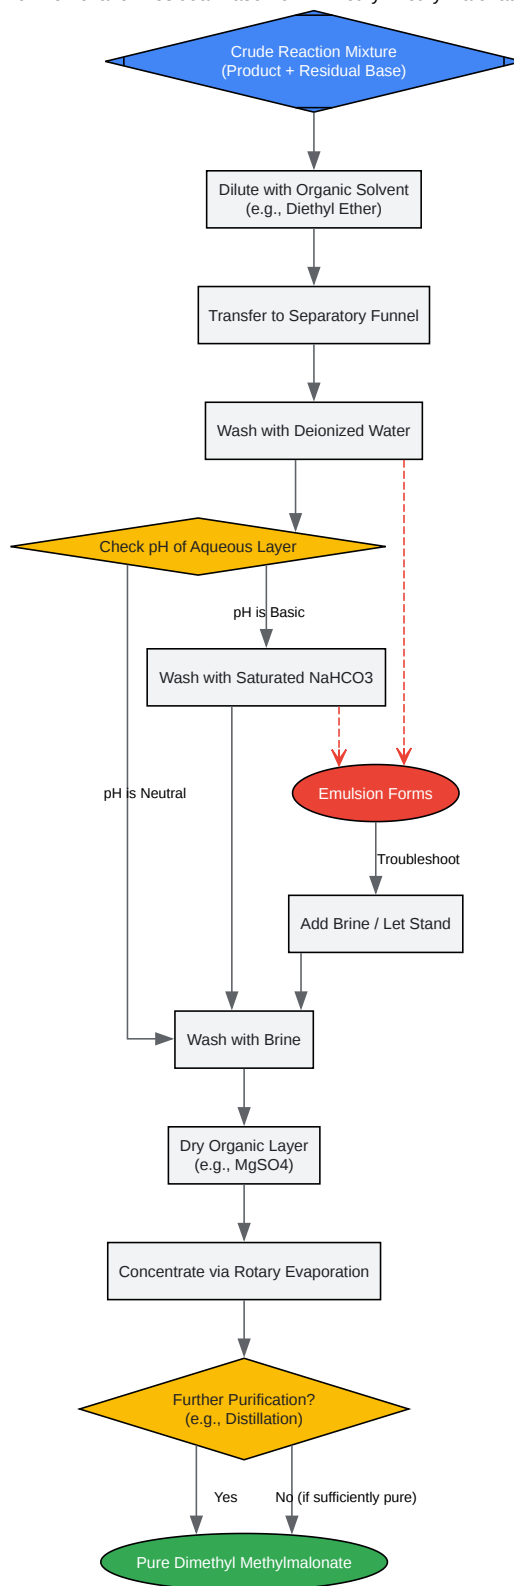 Crude Reaction Mixture
(Product + Residual Base)
Dilute with Organic Solvent
(e.g., Diethyl Ether)
Transfer to Separatory Funnel
Wash with Deionized Water
Check pH of Aqueous Layer
pH is Basic
Wash with Saturated NaHCO3
pH is Neutral
Emulsion Forms
Troubleshoot
Add Brine / Let Stand
Wash with Brine
Dry Organic Layer
(e.g., MgSO4)
Concentrate via Rotary Evaporation
Further Purification?
(e.g., Distillation)
Yes
No (if sufficiently pure)
Pure Dimethyl Methylmalonate